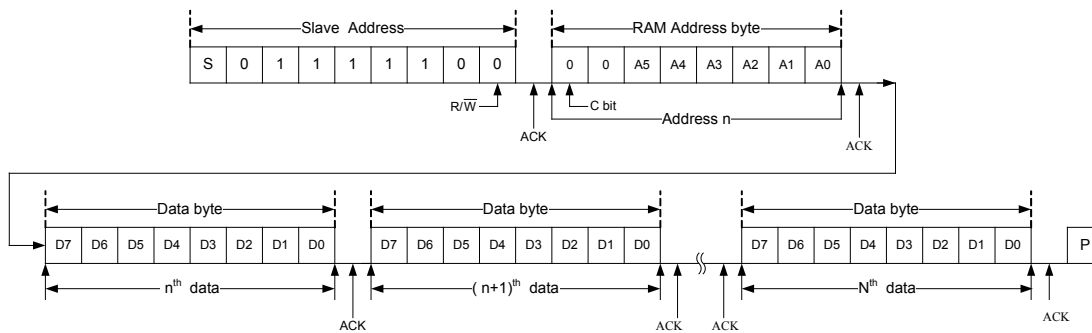 Slave Address RAM Address byte
S 0 1 1 1 1 1 0 0 0 0 A5 A4 A3 A2 A1 A0
R/W C bit
Address n
ACK ACK
Data byte Data byte Data byte
D7 D6 D5 D4 D3 D2 D1 D0 D7 D6 D5 D4 D3 D2 D1 D0 D7 D6 D5 D4 D3 D2 D1 D0 P
nth data (n+1)th data Nth data
ACK ACK ACK ACK